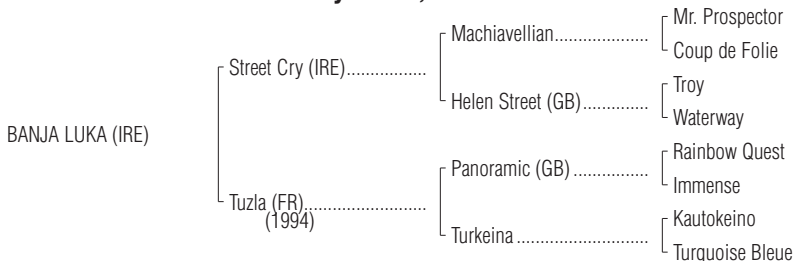 Mr. Prospector
Machiavellian....................
Coup de Folie
Street Cry (IRE).................
Troy
Helen Street (GB)..............
Waterway
BANJA LUKA (IRE)
Rainbow Quest
Panoramic (GB) ................
Immense
Tuzla (FR)..........................
(1994)
Kautokeino
Turkeina ............................
Turquoise Bleue